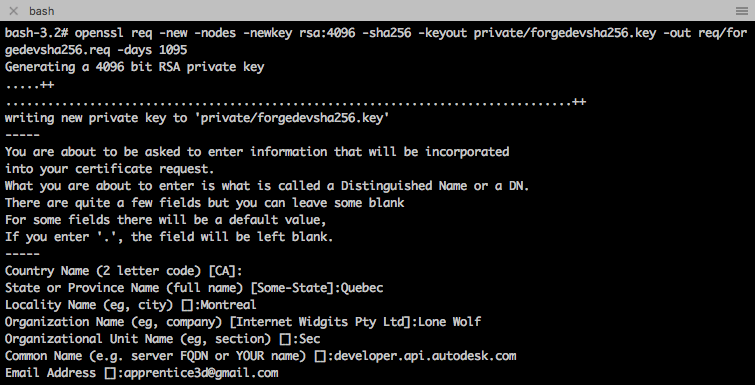 bash
bash-3.2# openssl req -new -nodes -newkey rsa:4096 -sha256 -keyout private/forgedevsha256.key -out req/for
gedevsha256.req -days 1095
Generating a 4096 bit RSA private key
.....++
.................................................................................++
writing new private key to 'private/forgedevsha256.key'
-----
You are about to be asked to enter information that will be incorporated
into your certificate request.
What you are about to enter is what is called a Distinguished Name or a DN.
There are quite a few fields but you can leave some blank
For some fields there will be a default value,
If you enter '.', the field will be left blank.
-----
Country Name (2 letter code) [CA]:
State or Province Name (full name) [Some-State]:Quebec
Locality Name (eg, city) []:Montreal
Organization Name (eg, company) [Internet Widgits Pty Ltd]:Lone Wolf
Organizational Unit Name (eg, section) []:Sec
Common Name (e.g. server FQDN or YOUR name) []:developer.api.autodesk.com
Email Address []:apprentice3d@gmail.com